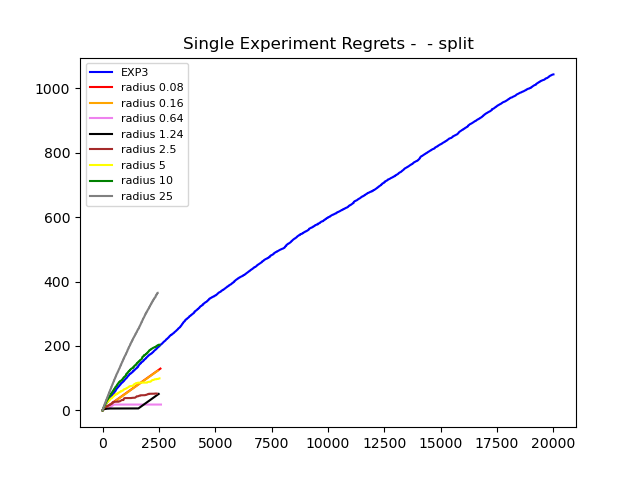 Single Experiment Regrets -  - split
EXP3
radius 0.08
radius 0.16
radius 0.64
radius 1.24
radius 2.5
radius 5
radius 10
radius 25
1000
800
600
400
200
0
0 2500 5000 7500 10000 12500 15000 17500 20000